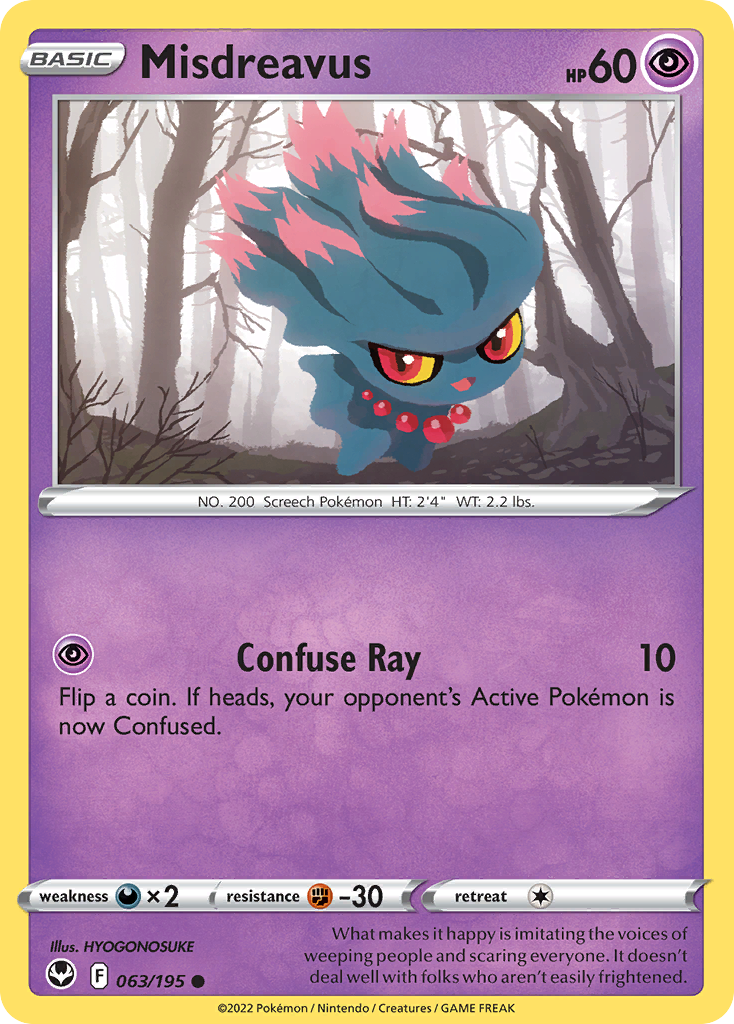 BASIC Misdreavus HP 60
NO. 200 Screech Pokémon HT: 2'4" WT: 2.2 lbs.
Confuse Ray 10
Flip a coin. If heads, your opponent's Active Pokémon is
now Confused.
weakness ×2 resistance -30 retreat
Illus. HYOGONOSUKE
What makes it happy is imitating the voices of
weeping people and scaring everyone. It doesn't
deal well with folks who aren't easily frightened.
F 063/195
©2022 Pokémon / Nintendo / Creatures / GAME FREAK